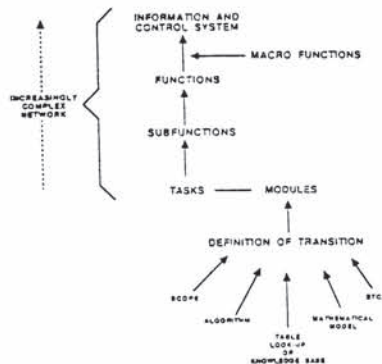 INFORMATION AND
CONTROL SYSTEM
MACRO FUNCTIONS
FUNCTIONS
INCREASINGLY
COMPLEX
NETWORK
SUBFUNCTIONS
TASKS
MODULES
DEFINITION OF TRANSITION
SCOPE
ALGORITHM
TABLE
LOOK-UP
OR
KNOWLEDGE BASE
MATHEMATICAL
MODEL
ETC